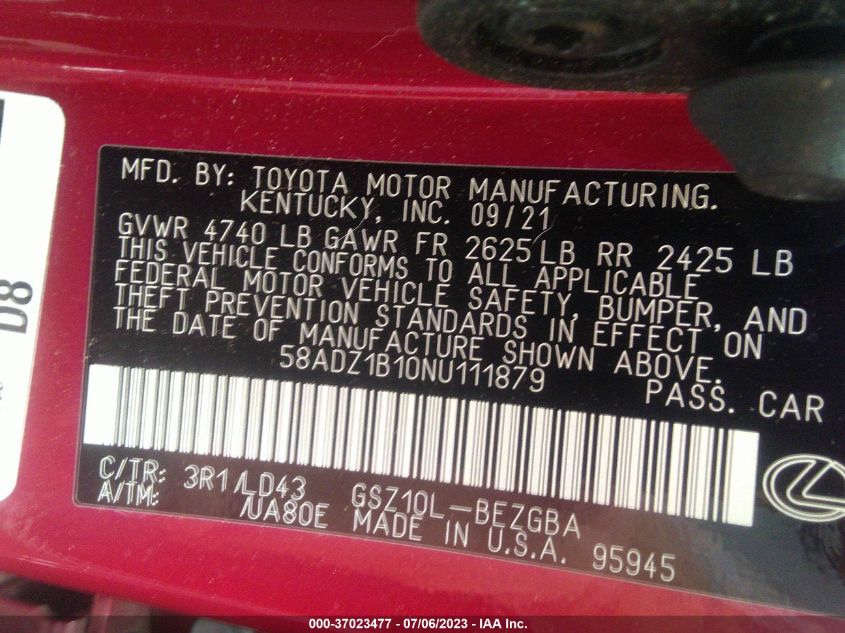 D8
MFD. BY: TOYOTA MOTOR MANUFACTURING.
KENTUCKY, INC. 09/21
GVWR 4740 LB GAWR FR 2625 LB RR 2425 LB
THIS VEHICLE CONFORMS TO ALL APPLICABLE
FEDERAL MOTOR VEHICLE SAFETY, BUMPER, AND
THEFT PREVENTION STANDARDS IN EFFECT ON
THE DATE OF MANUFACTURE SHOWN ABOVE.
58ADZ1B10NU111879 PASS. CAR
C/TR: 3R1/LD43 GSZ10L-BEZGBA
A/TM: /UA80E MADE IN U.S.A. 95945
000-37023477 - 07/06/2023 - IAA Inc.